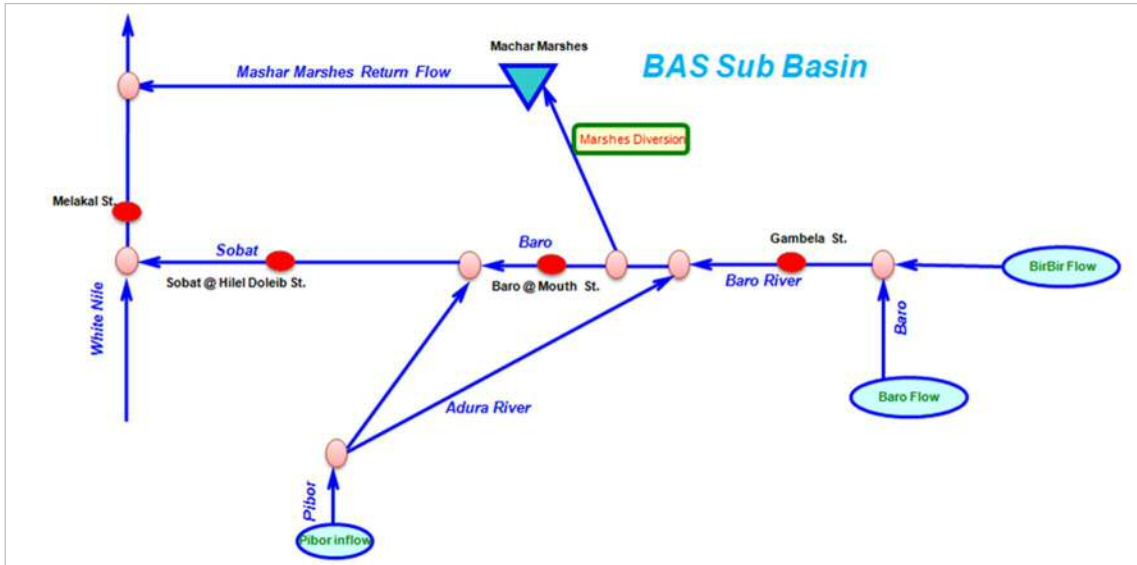 Machar Marshes
BAS Sub Basin
Mashar Marshes Return Flow
Marshes Diversion
Melakal St.
Sobat
Baro
Gambela St.
Sobat @ Hilel Doleib St.
Baro @ Mouth St.
Baro River
BirBir Flow
White Nile
Baro
Baro Flow
Adura River
Pibor
Pibor inflow